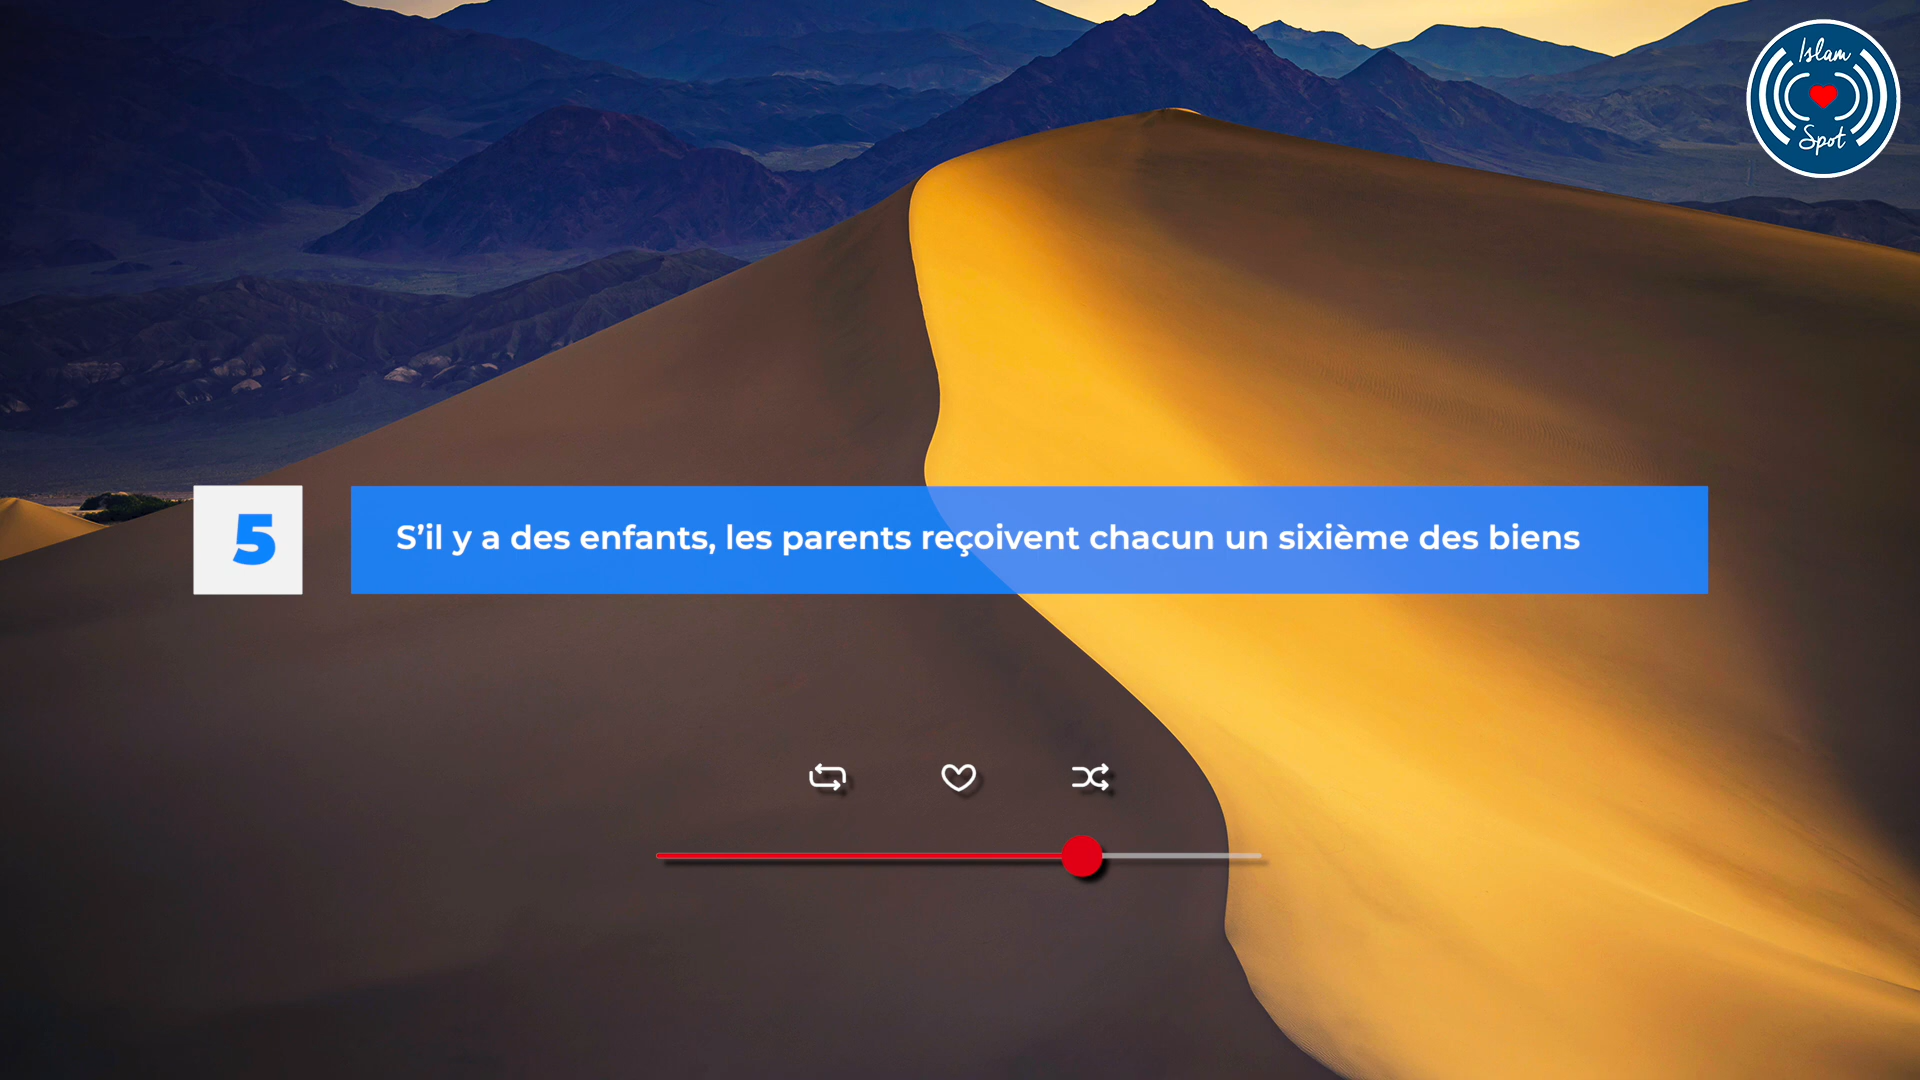 Islam
Spot
5
S’il y a des enfants, les parents reçoivent chacun un sixième des biens